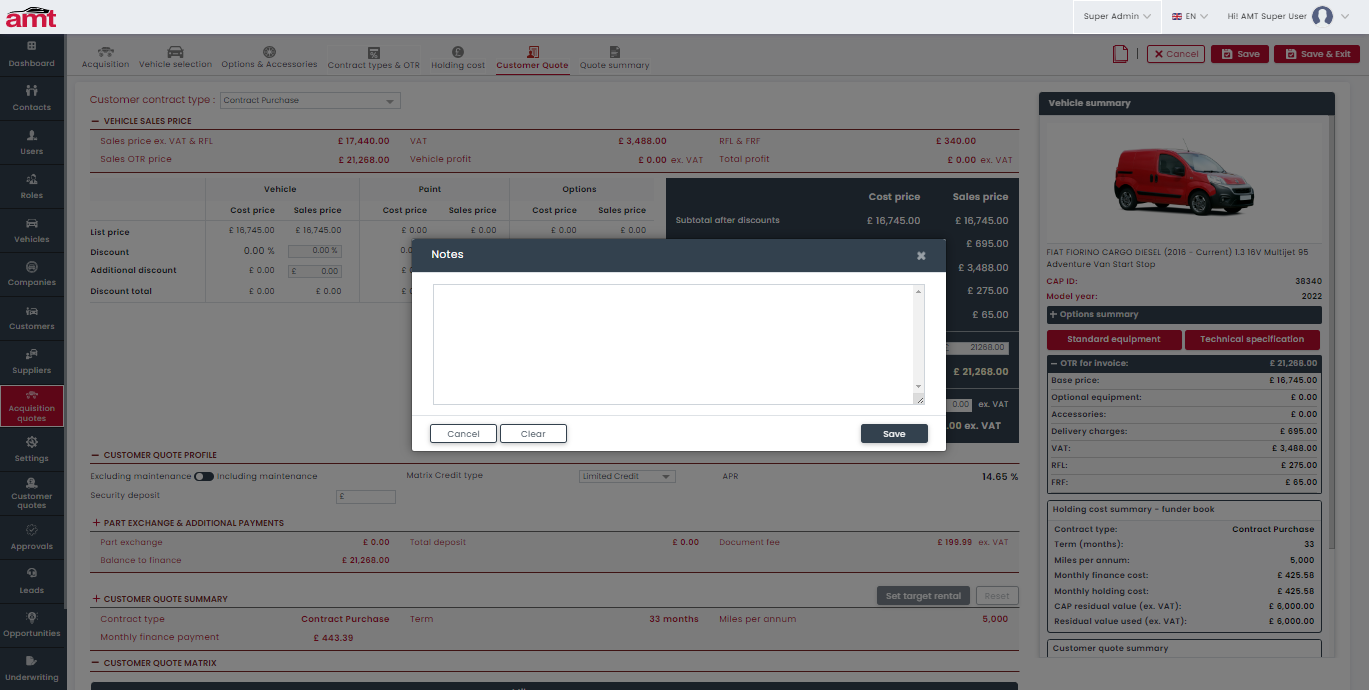 amt
Super Admin
EN
Hi! AMT Super User
Dashboard
Contacts
Users
Roles
Vehicles
Companies
Customers
Suppliers
Acquisition
quotes
Settings
Customer
quotes
Approvals
Leads
Opportunities
Underwriting
Acquisition
Vehicle selection
Options & Accessories
Contract types & OTR
Holding cost
Customer Quote
Quote summary
Cancel
Save
Save & Exit
Customer contract type : Contract Purchase
VEHICLE SALES PRICE
Sales price ex. VAT & RFL £ 17,440.00 VAT £ 3,488.00 RFL & FRF £ 340.00
Sales OTR price £ 21,268.00 Vehicle profit £ 0.00 ex. VAT Total profit £ 0.00 ex. VAT
Vehicle Paint Options
Cost price Sales price Cost price Sales price Cost price Sales price
List price £ 16,745.00 £ 16,745.00 £ 0.00 £ 0.00 £ 0.00 £ 0.00
Discount 0.00 % 0.00 %
Additional discount £ 0.00 £ 0.00
Discount total £ 0.00 £ 0.00
Cost price Sales price
Subtotal after discounts £ 16,745.00 £ 16,745.00
£ 695.00
£ 3,488.00
£ 275.00
£ 65.00
£ 21268.00
£ 21,268.00
0.00 ex. VAT
.00 ex. VAT
Notes
Cancel
Clear
Save
CUSTOMER QUOTE PROFILE
Excluding maintenance Including maintenance Matrix Credit type Limited Credit APR 14.65 %
Security deposit £
PART EXCHANGE & ADDITIONAL PAYMENTS
Part exchange £ 0.00 Total deposit £ 0.00 Document fee £ 199.99 ex. VAT
Balance to finance £ 21,268.00
CUSTOMER QUOTE SUMMARY
Set target rental
Reset
Contract type Contract Purchase Term 33 months Miles per annum 5,000
Monthly finance payment £ 443.39
CUSTOMER QUOTE MATRIX
Vehicle summary
FIAT FIORINO CARGO DIESEL (2016 - Current) 1.3 16V Multijet 95
Adventure Van Start Stop
CAP ID: 38340
Model year: 2022
Options summary
Standard equipment
Technical specification
OTR for invoice: £ 21,268.00
Base price: £ 16,745.00
Optional equipment: £ 0.00
Accessories: £ 0.00
Delivery charges: £ 695.00
VAT: £ 3,488.00
RFL: £ 275.00
FRF: £ 65.00
Holding cost summary - funder book
Contract type: Contract Purchase
Term (months): 33
Miles per annum: 5,000
Monthly finance cost: £ 425.58
Monthly holding cost: £ 425.58
CAP residual value (ex. VAT): £ 6,000.00
Residual value used (ex. VAT): £ 6,000.00
Customer quote summary